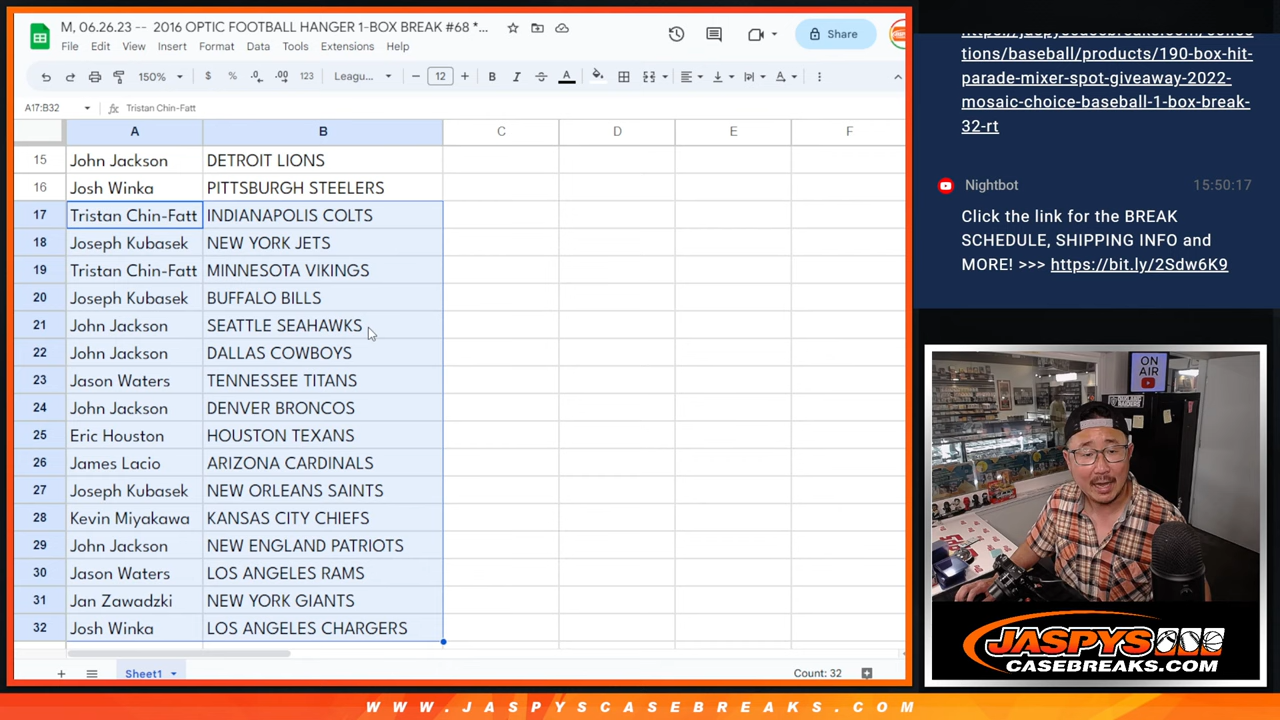 M, 06.26.23 -- 2016 OPTIC FOOTBALL HANGER 1-BOX BREAK #68 *...
File Edit View Insert Format Data Tools Extensions Help
Share
150% $ % .0 .00 123 Leagu... − 12 + B I A
A17:B32 fx Tristan Chin-Fatt
A B C D E F
15 John Jackson DETROIT LIONS
16 Josh Winka PITTSBURGH STEELERS
17 Tristan Chin-Fatt INDIANAPOLIS COLTS
18 Joseph Kubasek NEW YORK JETS
19 Tristan Chin-Fatt MINNESOTA VIKINGS
20 Joseph Kubasek BUFFALO BILLS
21 John Jackson SEATTLE SEAHAWKS
22 John Jackson DALLAS COWBOYS
23 Jason Waters TENNESSEE TITANS
24 John Jackson DENVER BRONCOS
25 Eric Houston HOUSTON TEXANS
26 James Lacio ARIZONA CARDINALS
27 Joseph Kubasek NEW ORLEANS SAINTS
28 Kevin Miyakawa KANSAS CITY CHIEFS
29 John Jackson NEW ENGLAND PATRIOTS
30 Jason Waters LOS ANGELES RAMS
31 Jan Zawadzki NEW YORK GIANTS
32 Josh Winka LOS ANGELES CHARGERS
+ Sheet1 Count: 32
https://jaspyscasebreaks.com/collec
tions/baseball/products/190-box-hit-
parade-mixer-spot-giveaway-2022-
mosaic-choice-baseball-1-box-break-
32-rt
Nightbot 15:50:17
Click the link for the BREAK
SCHEDULE, SHIPPING INFO and
MORE! >>> https://bit.ly/2Sdw6K9
ON
AIR
JASPYS
CASEBREAKS.COM
WWW.JASPYSCASEBREAKS.COM